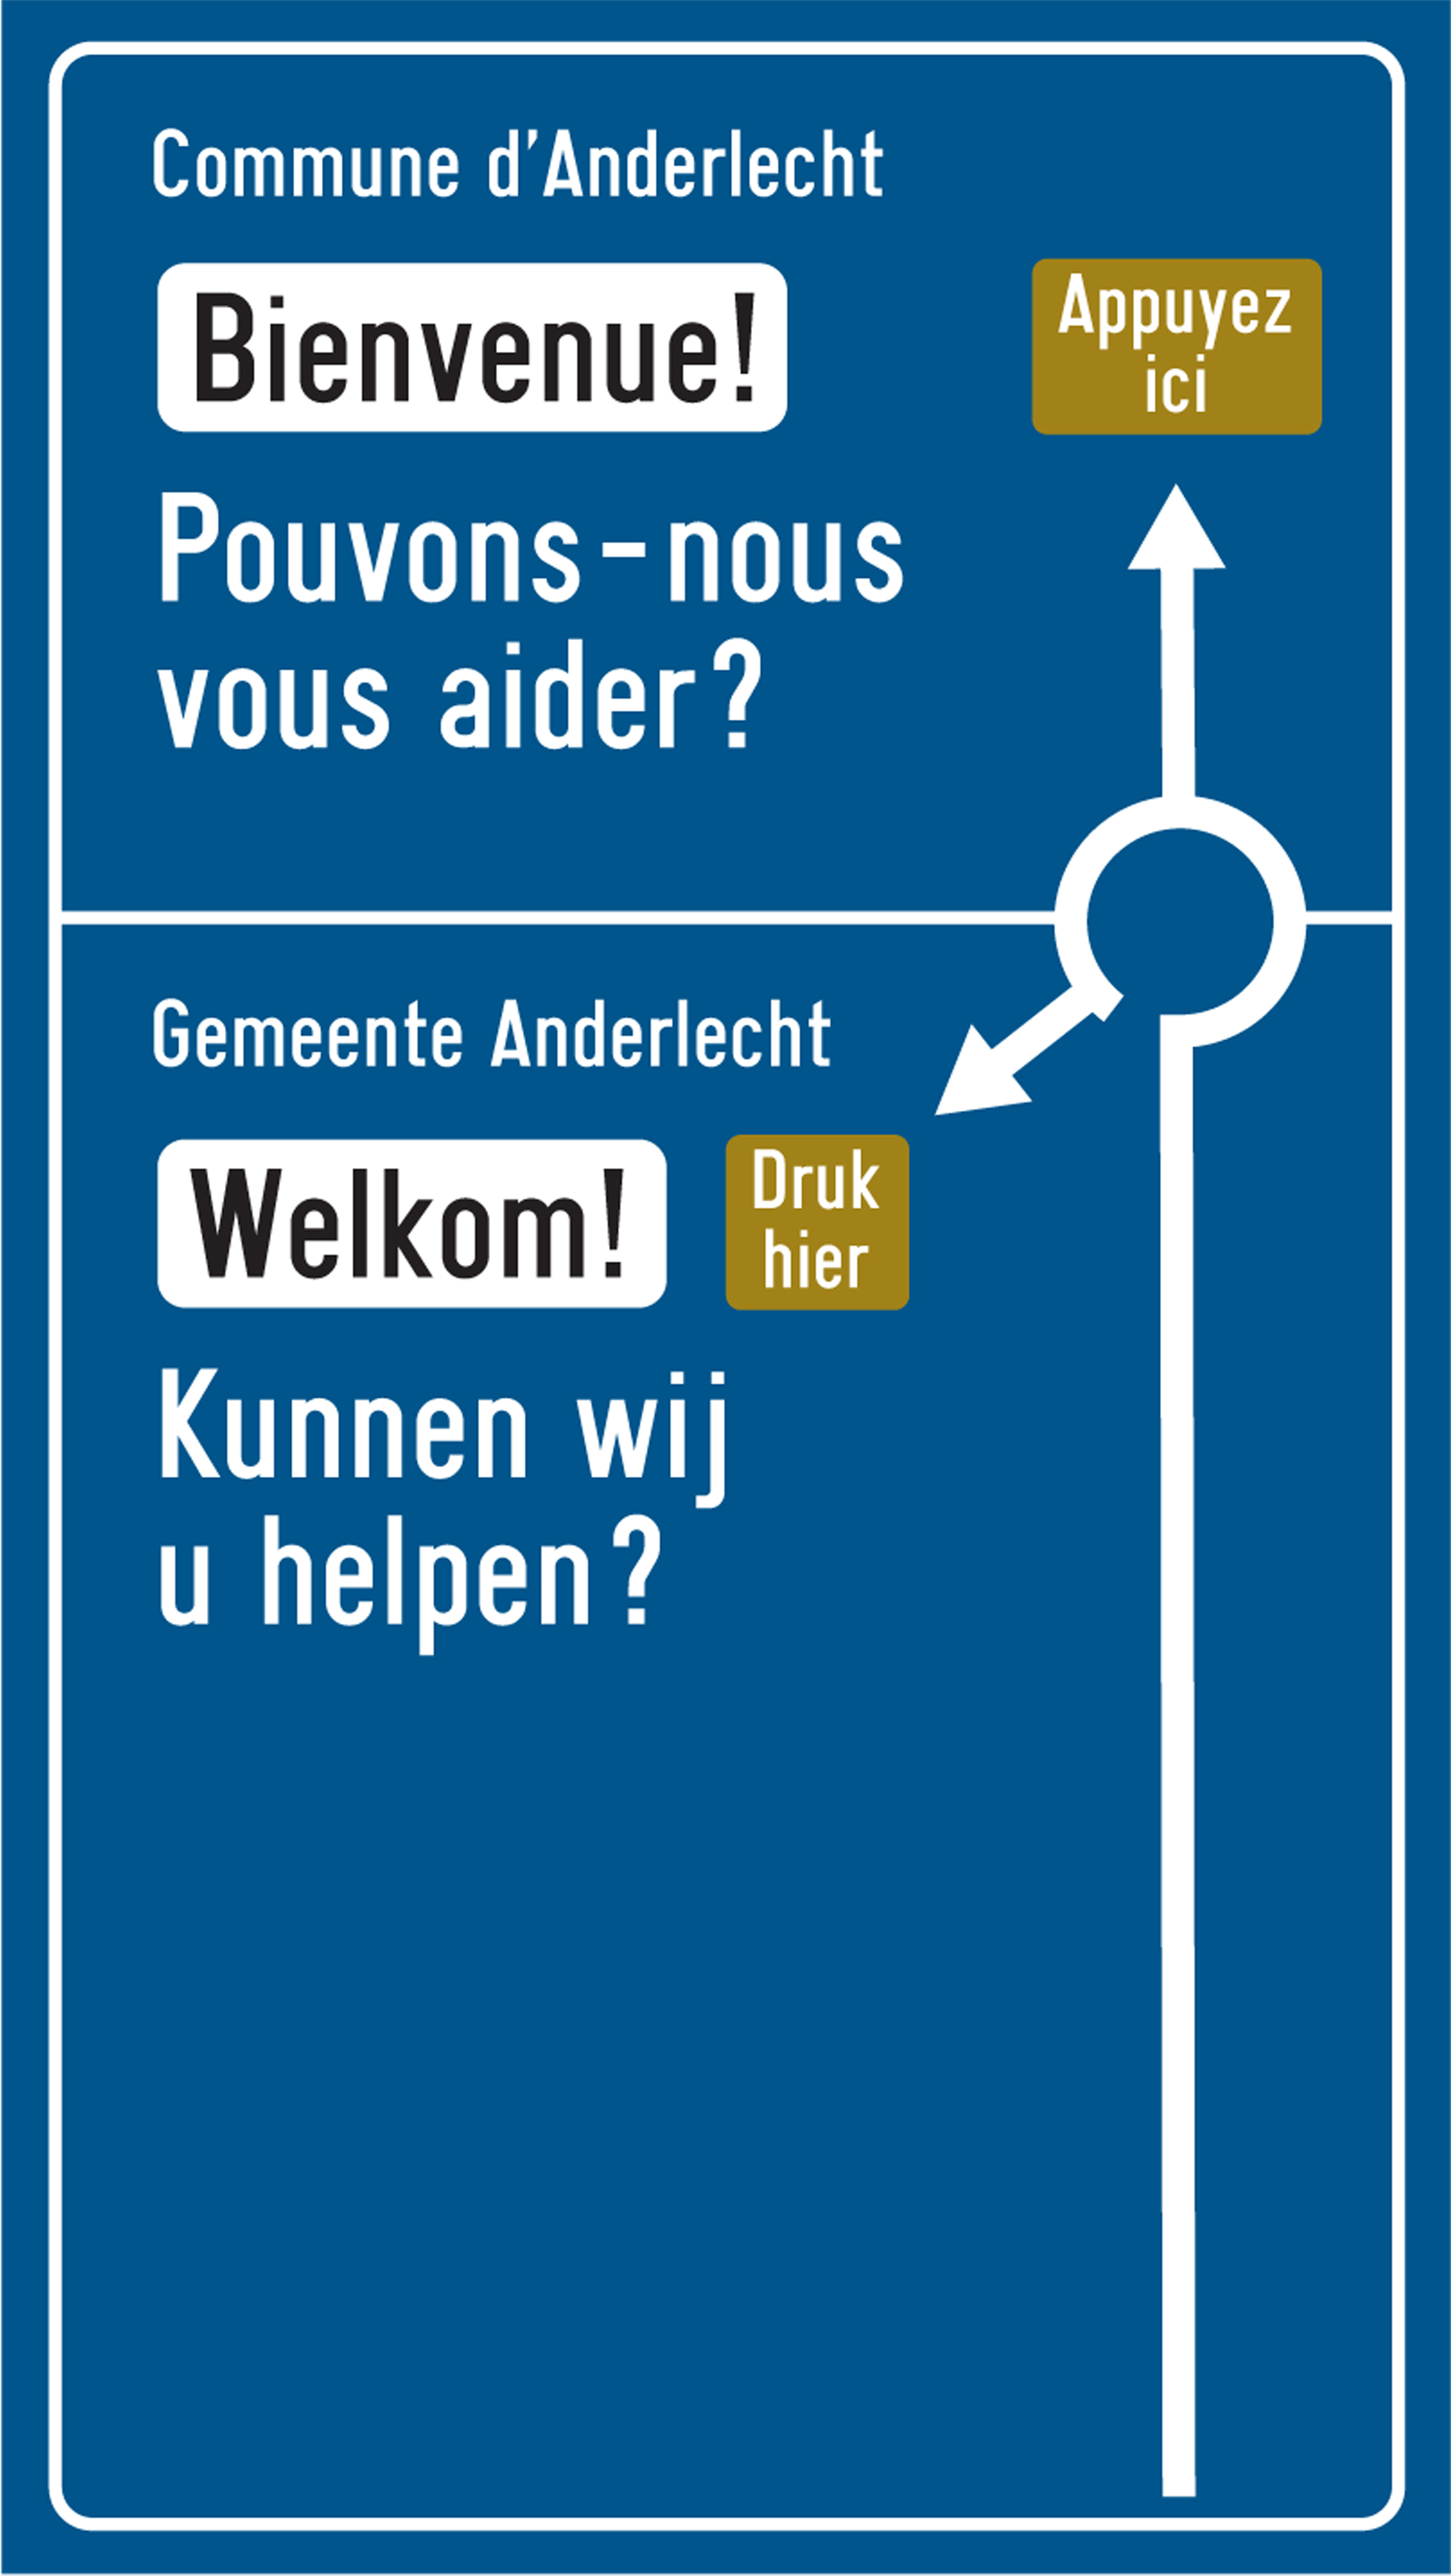 Commune d’Anderlecht
Bienvenue!
Appuyez
ici
Pouvons-nous
vous aider?
Gemeente Anderlecht
Welkom!
Druk
hier
Kunnen wij
u helpen?